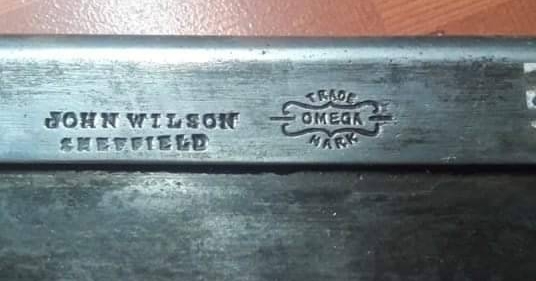 JOHN WILSON
SHEFFIELD
TRADE
OMEGA
MARK